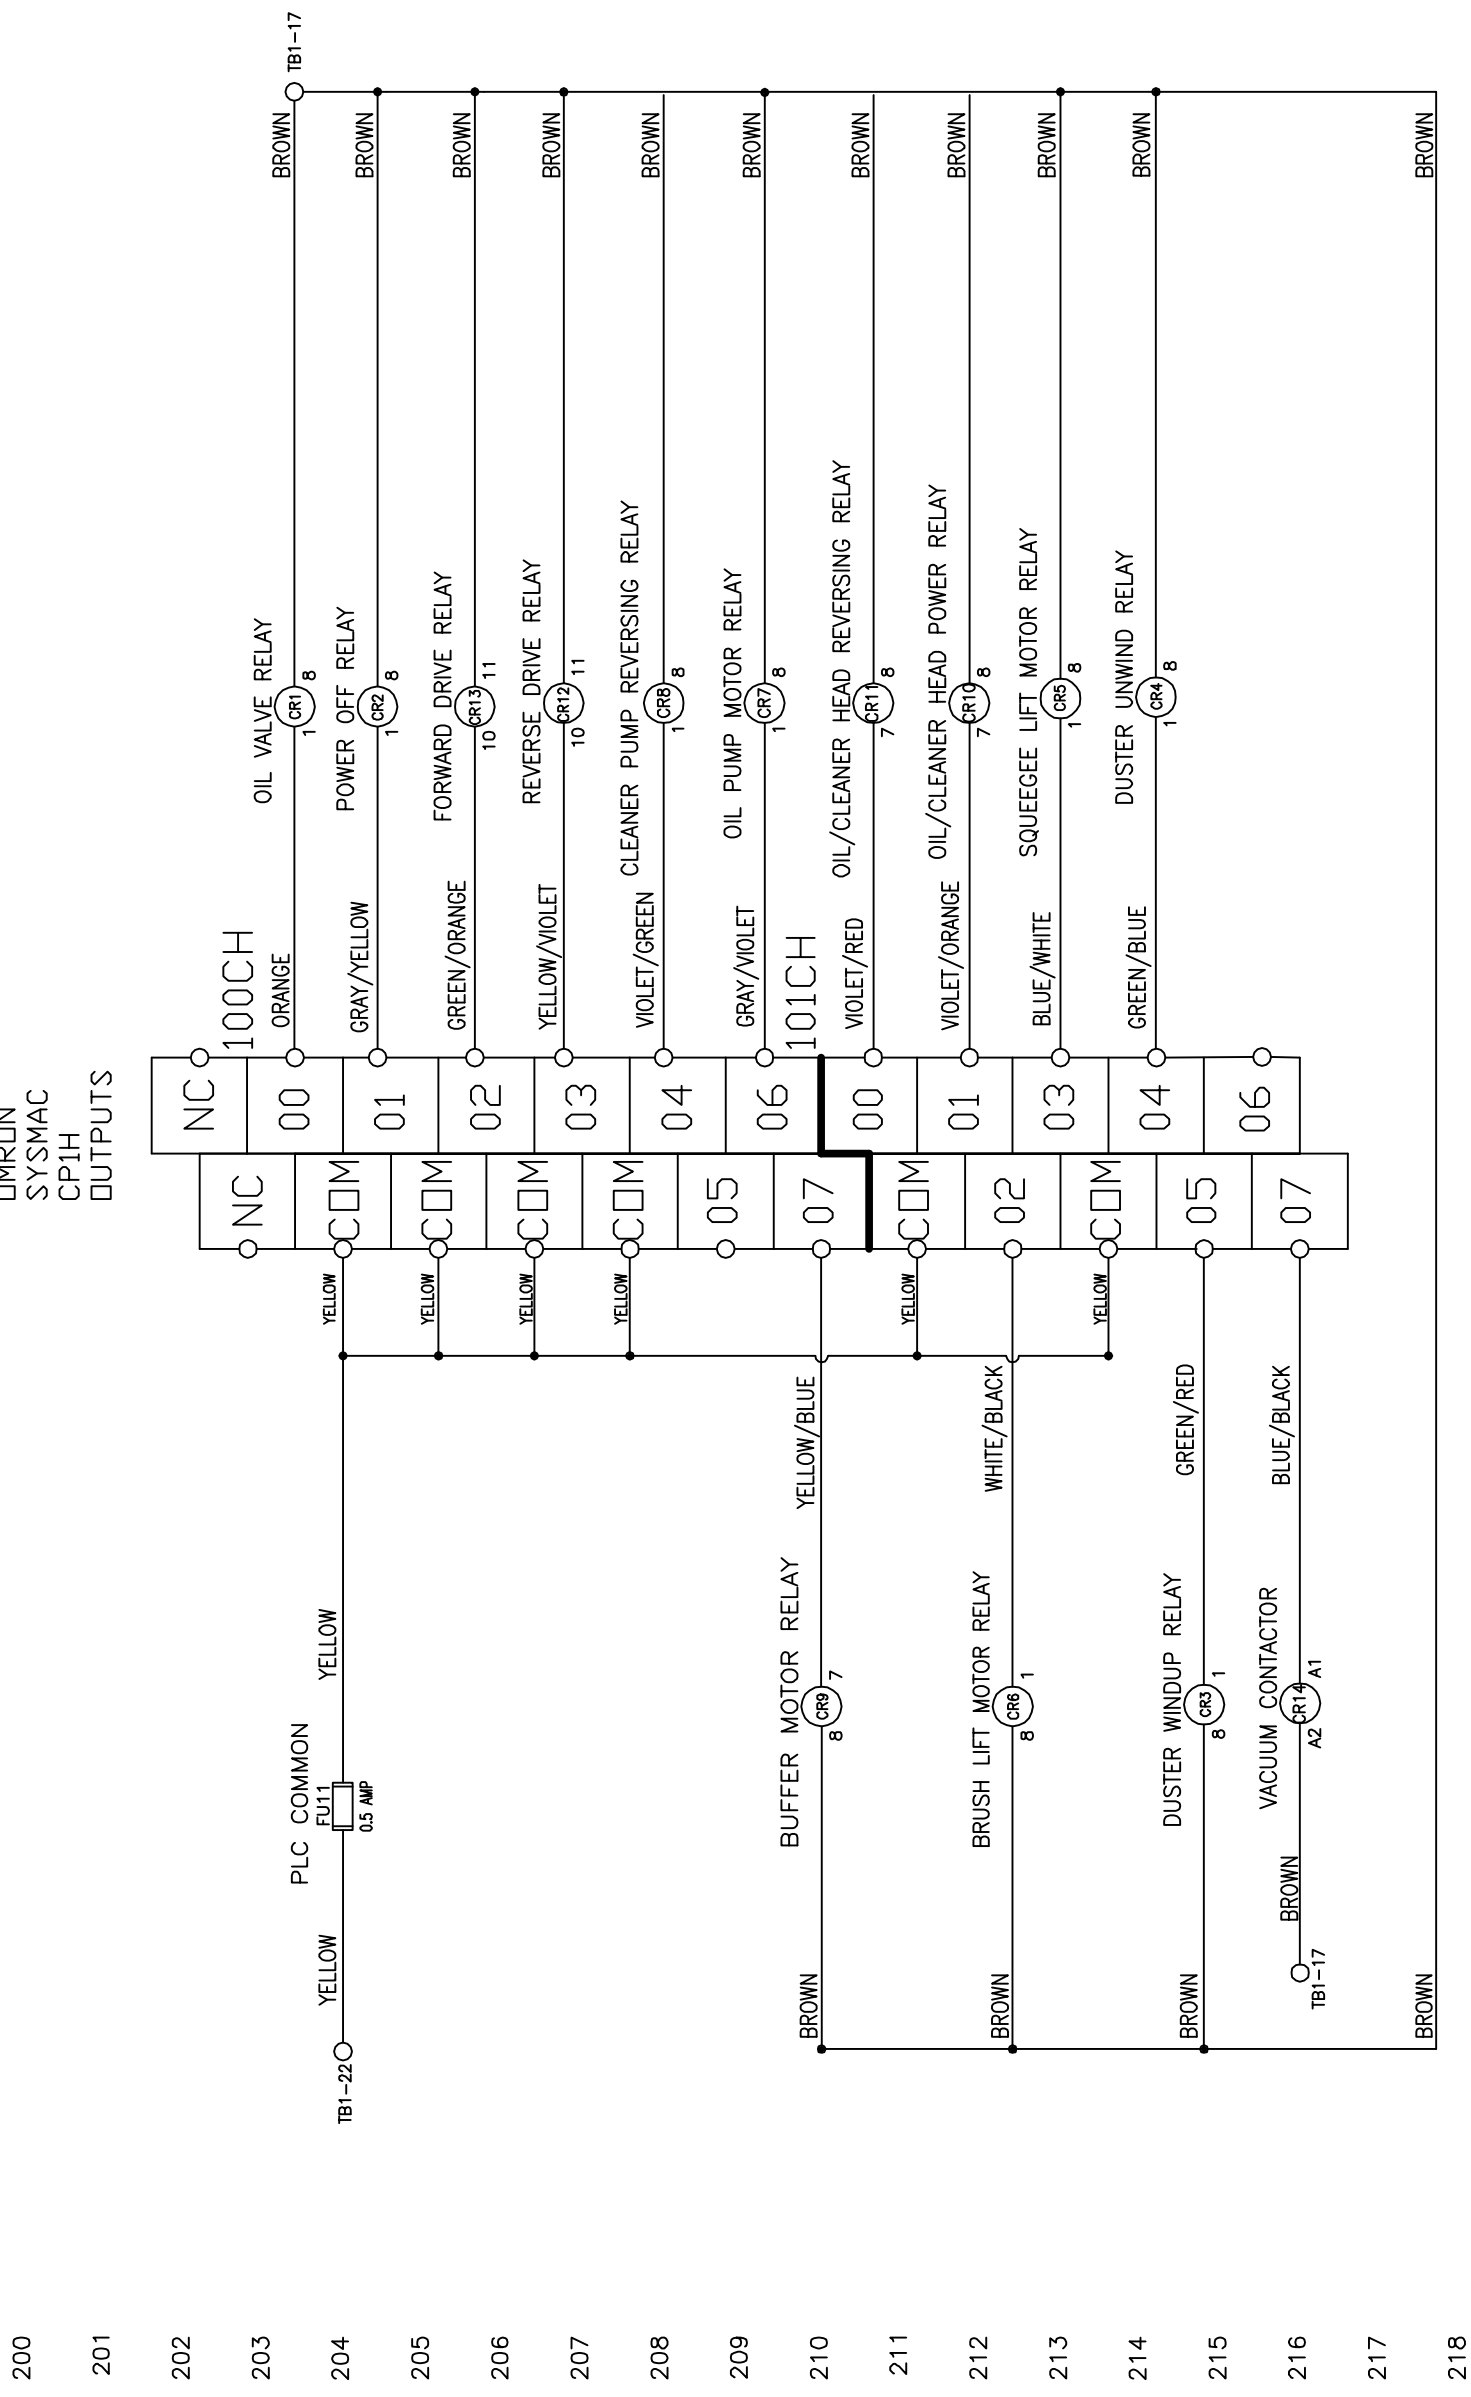 OMRON
SYSMAC
CP1H
OUTPUTS
200
201
202
NC
203
100CH
OIL VALVE RELAY
NC
00
ORANGE
1
CR1
8
BROWN
TB1-17
204
TB1-22
YELLOW
PLC COMMON
FU11
0.5 AMP
YELLOW
YELLOW
COM
POWER OFF RELAY
01
GRAY/YELLOW
1
CR2
8
BROWN
205
YELLOW
COM
FORWARD DRIVE RELAY
02
GREEN/ORANGE
10
CR13
11
BROWN
206
YELLOW
COM
REVERSE DRIVE RELAY
03
YELLOW/VIOLET
10
CR12
11
BROWN
207
208
YELLOW
COM
CLEANER PUMP REVERSING RELAY
04
VIOLET/GREEN
1
CR8
8
BROWN
209
05
OIL PUMP MOTOR RELAY
06
GRAY/VIOLET
1
CR7
8
BROWN
210
BROWN
BUFFER MOTOR RELAY
8
CR9
7
YELLOW/BLUE
07
101CH
OIL/CLEANER HEAD REVERSING RELAY
00
VIOLET/RED
7
CR11
8
BROWN
211
YELLOW
COM
OIL/CLEANER HEAD POWER RELAY
01
VIOLET/ORANGE
7
CR10
8
BROWN
212
BROWN
BRUSH LIFT MOTOR RELAY
8
CR6
1
WHITE/BLACK
02
213
SQUEEGEE LIFT MOTOR RELAY
03
BLUE/WHITE
1
CR5
8
BROWN
214
YELLOW
COM
DUSTER UNWIND RELAY
04
GREEN/BLUE
1
CR4
8
BROWN
215
BROWN
DUSTER WINDUP RELAY
8
CR3
1
GREEN/RED
05
06
216
TB1-17
BROWN
VACUUM CONTACTOR
A2
CR14
A1
BLUE/BLACK
07
217
218
BROWN
BROWN